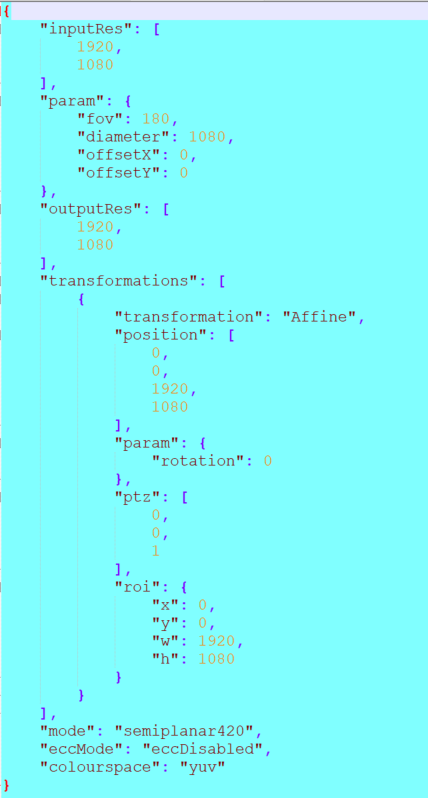 {
    "inputRes": [
        1920,
        1080
    ],
    "param": {
        "fov": 180,
        "diameter": 1080,
        "offsetX": 0,
        "offsetY": 0
    },
    "outputRes": [
        1920,
        1080
    ],
    "transformations": [
        {
            "transformation": "Affine",
            "position": [
                0,
                0,
                1920,
                1080
            ],
            "param": {
                "rotation": 0
            },
            "ptz": [
                0,
                0,
                1
            ],
            "roi": {
                "x": 0,
                "y": 0,
                "w": 1920,
                "h": 1080
            }
        }
    ],
    "mode": "semiplanar420",
    "eccMode": "eccDisabled",
    "colourspace": "yuv"
}